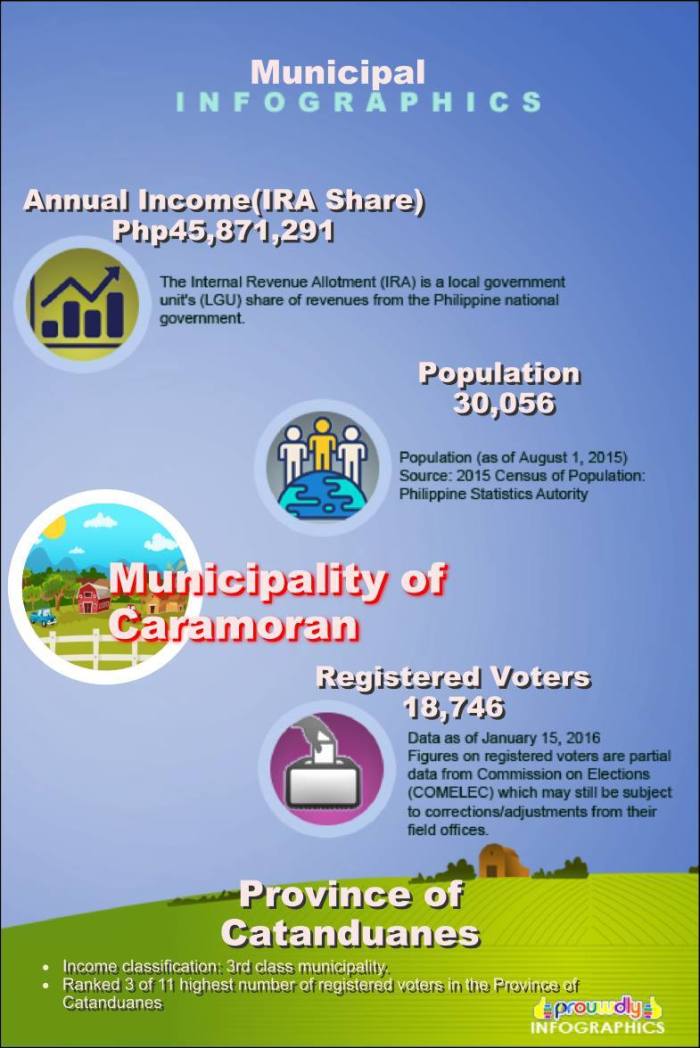 Municipal
INFOGRAPHICS
Annual Income(IRA Share)
Php45,871,291
The Internal Revenue Allotment (IRA) is a local government
unit's (LGU) share of revenues from the Philippine national
government.
Population
30,056
Population (as of August 1, 2015)
Source: 2015 Census of Population:
Philippine Statistics Autority
Municipality of
Caramoran
Registered Voters
18,746
Data as of January 15, 2016
Figures on registered voters are partial
data from Commission on Elections
(COMELEC) which may still be subject
to corrections/adjustments from their
field offices.
Province of
Catanduanes
• Income classification: 3rd class municipality.
• Ranked 3 of 11 highest number of registered voters in the Province of
Catanduanes
prouwdly
INFOGRAPHICS